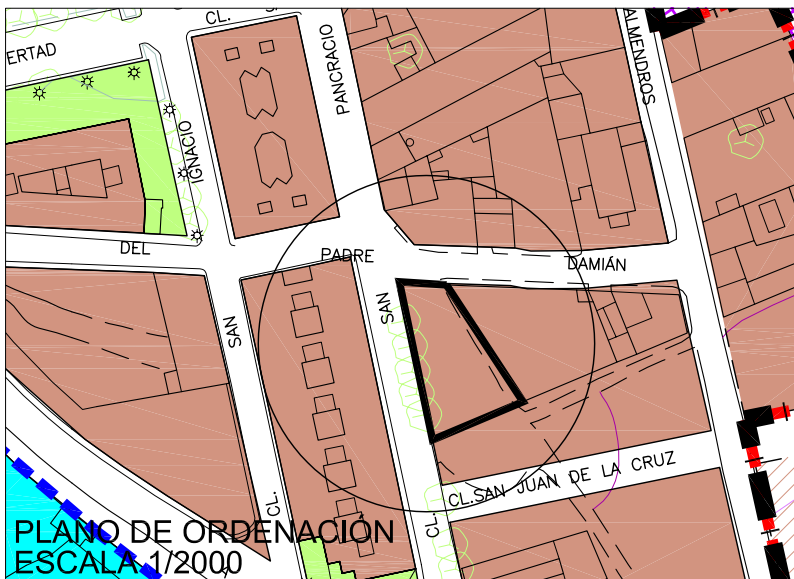 ERTAD
CL.
PANCRACIO
ALMENDROS
IGNACIO
DEL
PADRE
DAMIÁN
SAN
SAN
CL.
CL.
CL.SAN JUAN DE LA CRUZ
PLANO DE ORDENACIÓN
ESCALA 1/2000